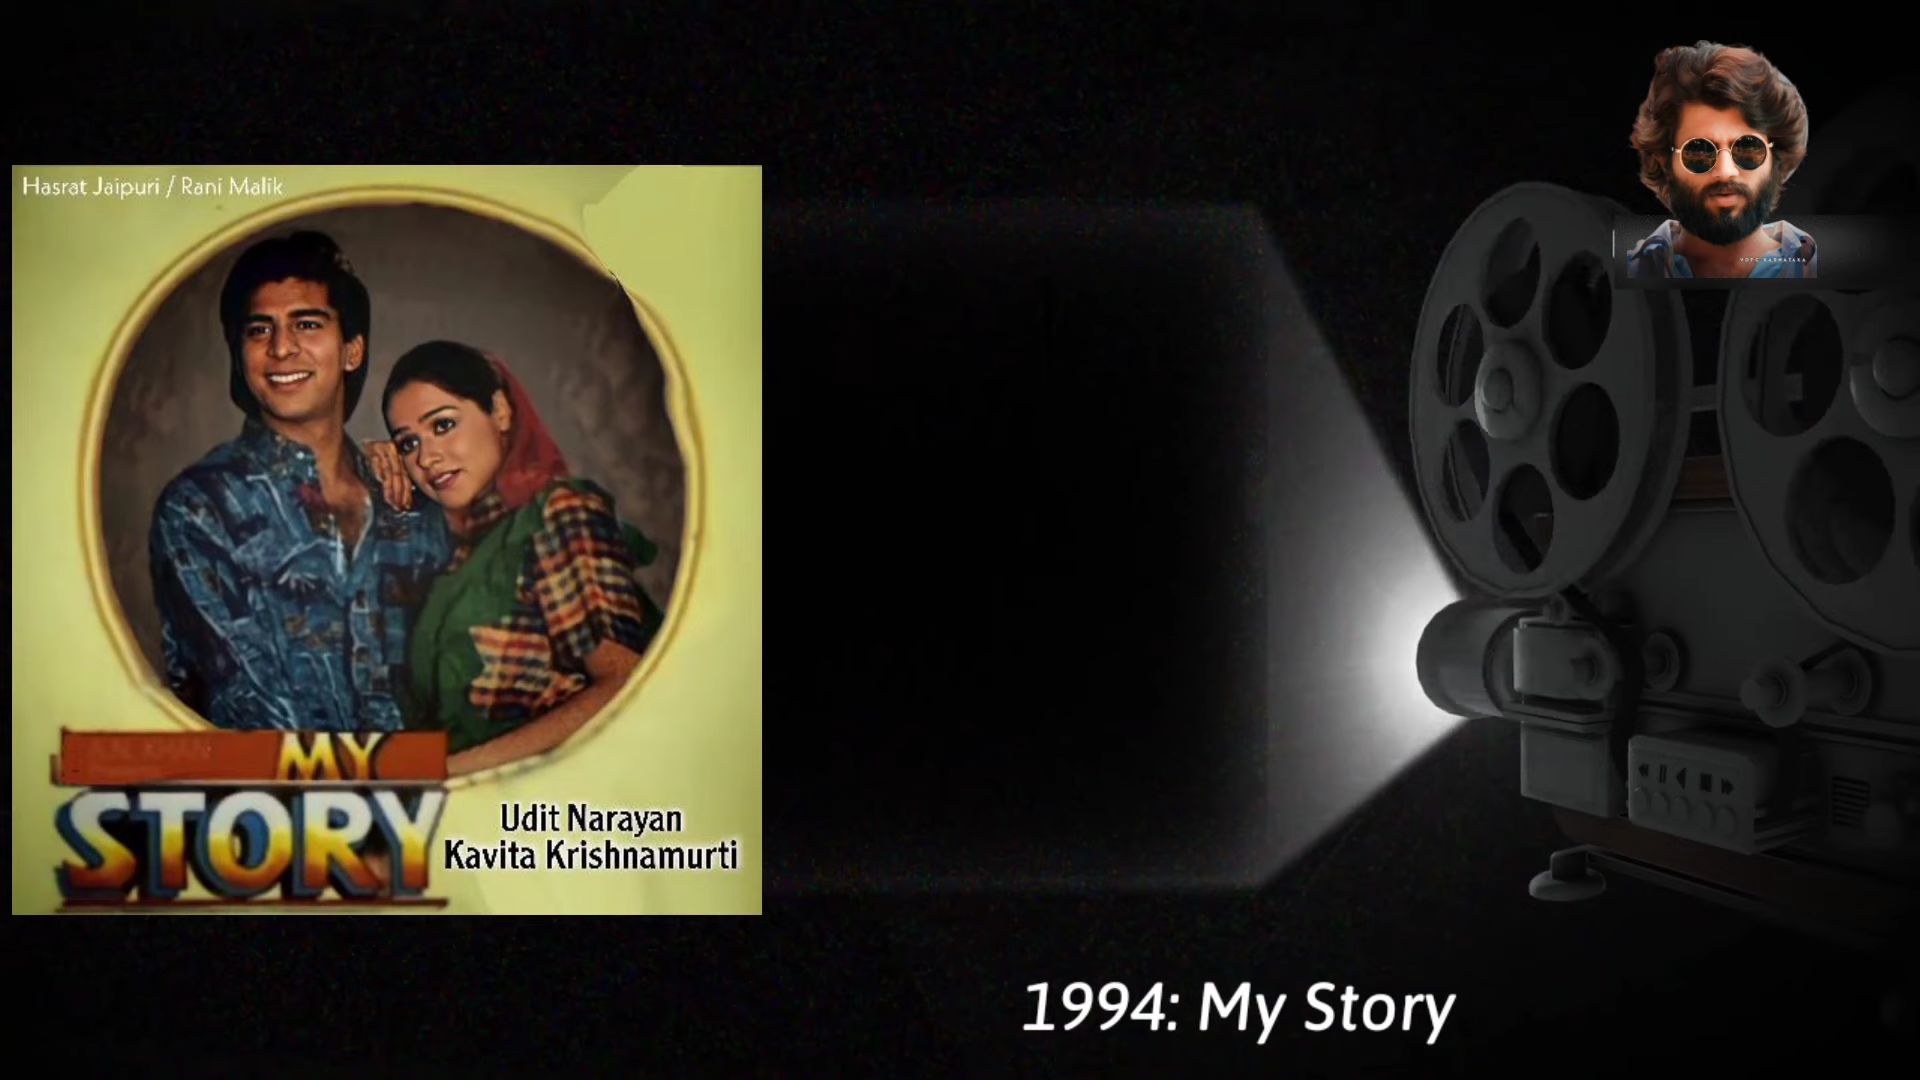 Hasrat Jaipuri / Rani Malik
MY
STORY
Udit Narayan
Kavita Krishnamurti
1994: My Story